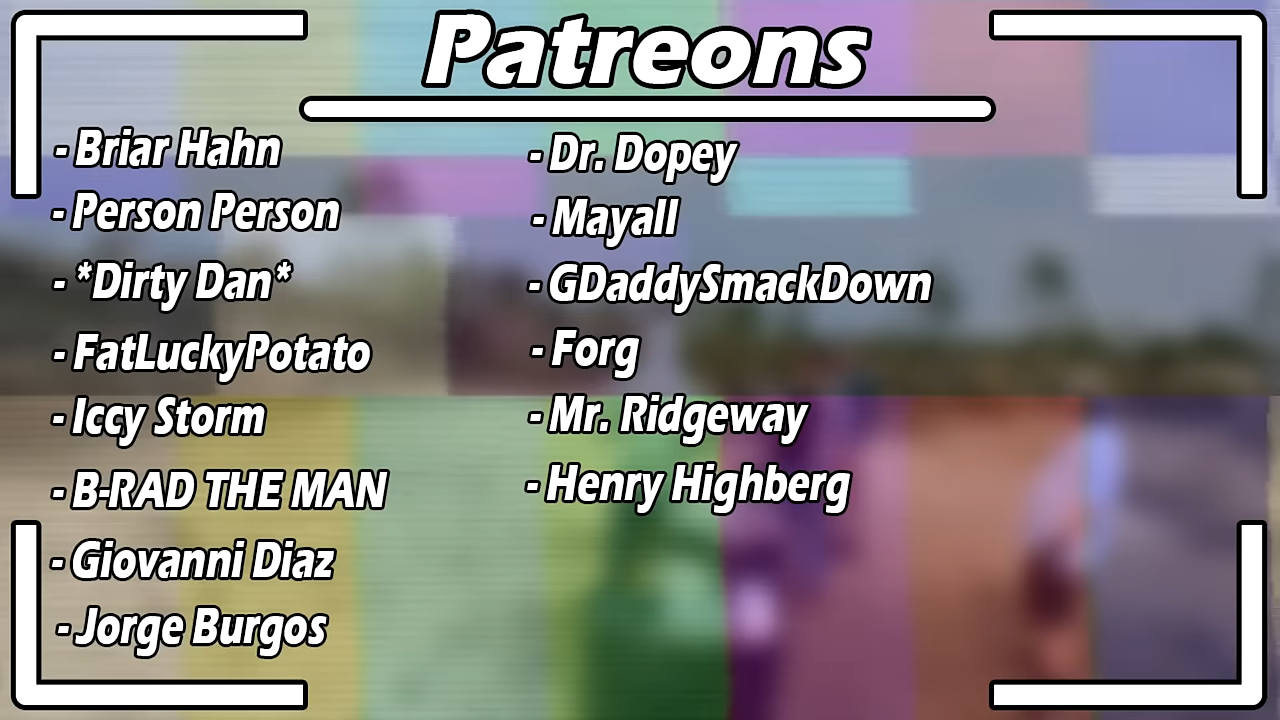 Patreons
- Briar Hahn
- Person Person
- *Dirty Dan*
- FatLuckyPotato
- Iccy Storm
- B-RAD THE MAN
- Giovanni Diaz
- Jorge Burgos
- Dr. Dopey
- Mayall
- GDaddySmackDown
- Forg
- Mr. Ridgeway
- Henry Highberg